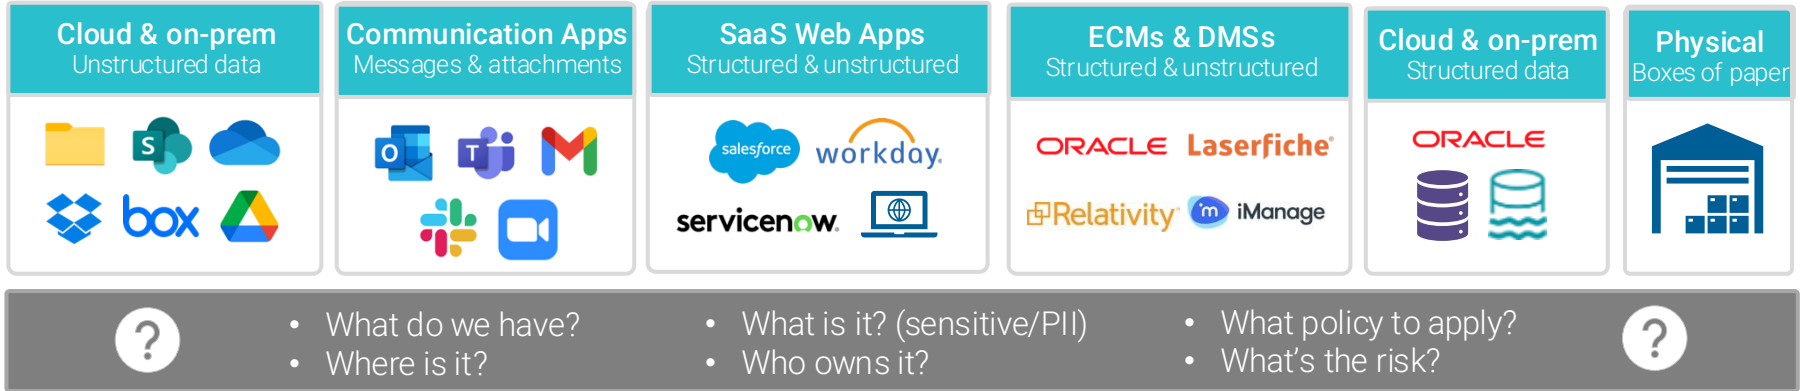 Cloud & on-prem
Unstructured data
S
box
Communication Apps
Messages & attachments
O
T
SaaS Web Apps
Structured & unstructured
salesforce
workday.
servicenow.
ECMs & DMSs
Structured & unstructured
ORACLE
Laserfiche®
Relativity
m
iManage
Cloud & on-prem
Structured data
ORACLE
Physical
Boxes of paper
?
• What do we have?
• Where is it?
• What is it? (sensitive/PII)
• Who owns it?
• What policy to apply?
• What's the risk?
?